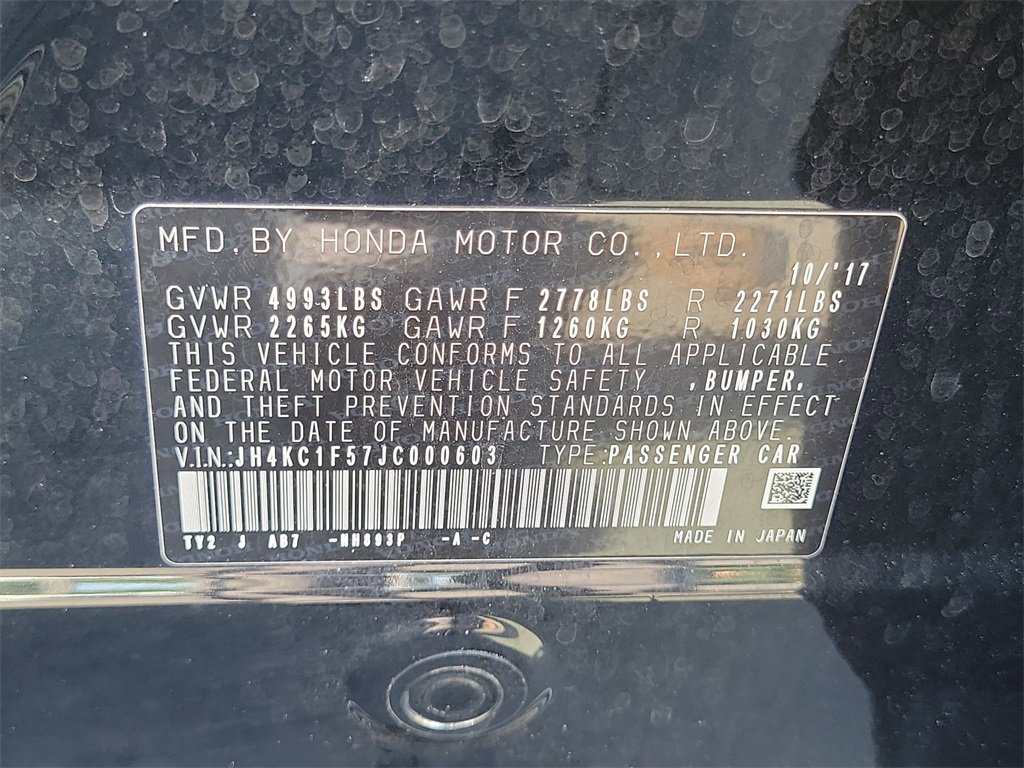 MFD. BY HONDA MOTOR CO., LTD.
10/'17
GVWR 4993LBS GAWR F 2778LBS R 2271LBS
GVWR 2265KG GAWR F 1260KG R 1030KG
THIS VEHICLE CONFORMS TO ALL APPLICABLE
FEDERAL MOTOR VEHICLE SAFETY , BUMPER,
AND THEFT PREVENTION STANDARDS IN EFFECT
ON THE DATE OF MANUFACTURE SHOWN ABOVE.
V.I.N.:JH4KC1F57JC000603 TYPE:PASSENGER CAR
TY2 J AB7 -NH893P -A -C MADE IN JAPAN